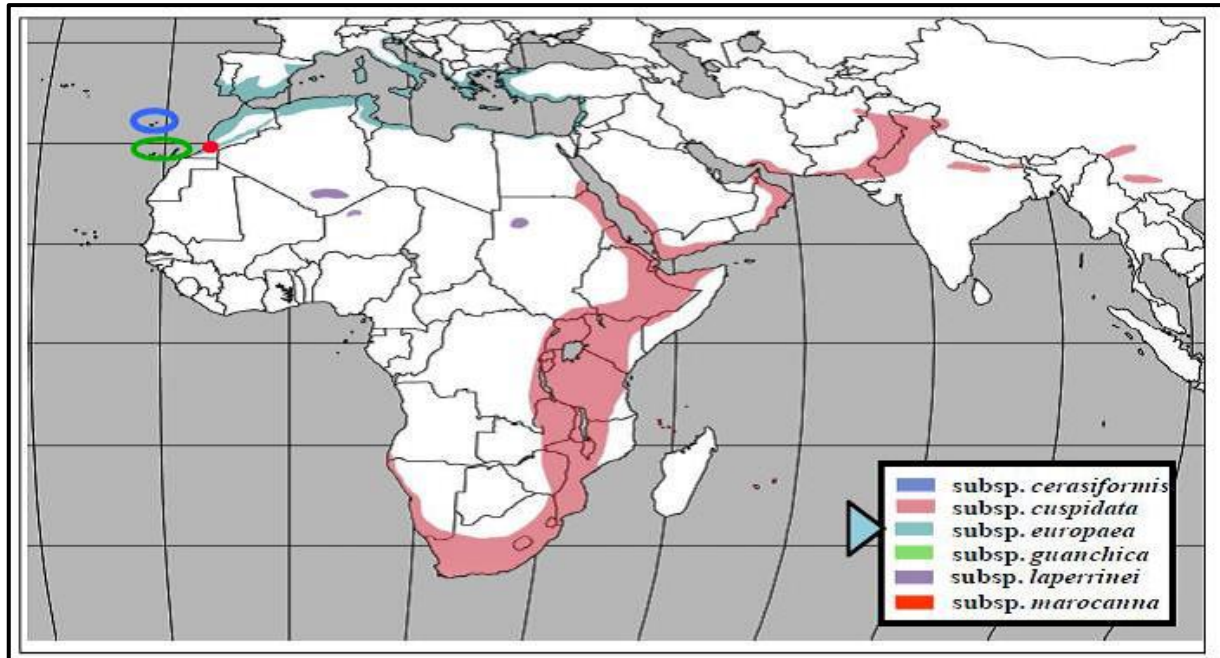 subsp. cerasiformis
subsp. cuspidata
subsp. europaea
subsp. guanchica
subsp. laperrinei
subsp. marocanna